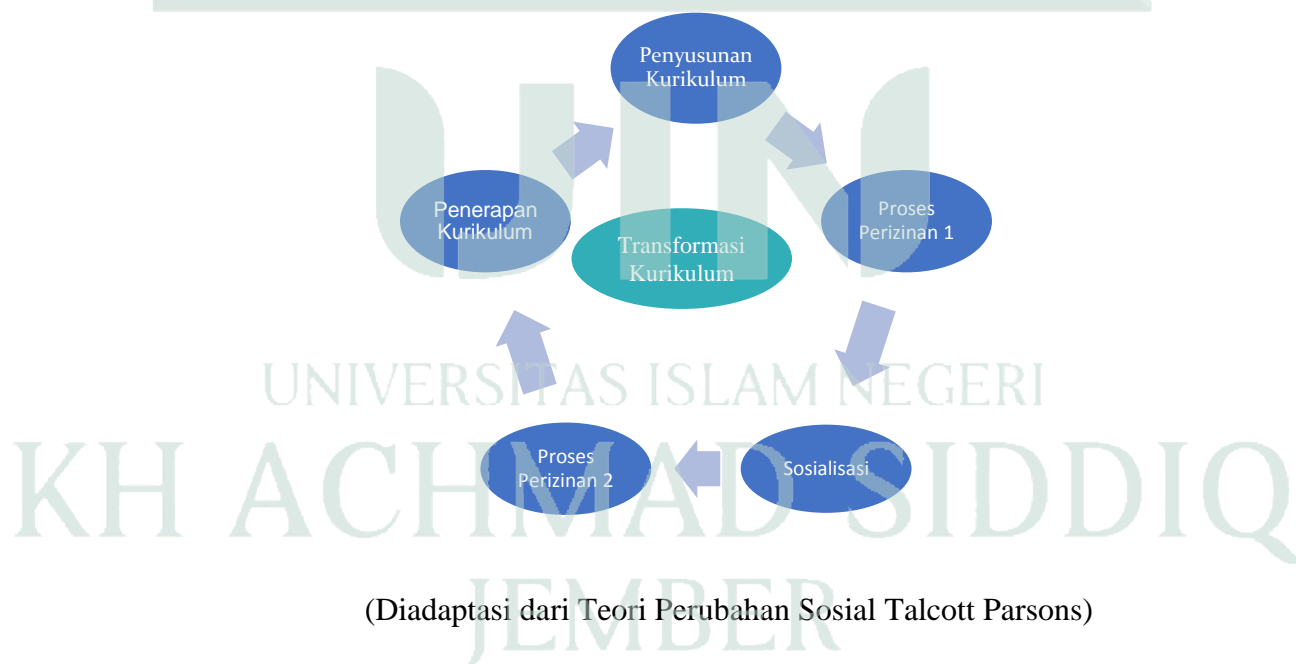 Penyusunan
Kurikulum
Proses
Perizinan 1
Sosialisasi
Proses
Perizinan 2
Penerapan
Kurikulum
Transformasi
Kurikulum
UIN
UNIVERSITAS ISLAM NEGERI
KH ACHMAD SIDDIQ
JEMBER
(Diadaptasi dari Teori Perubahan Sosial Talcott Parsons)